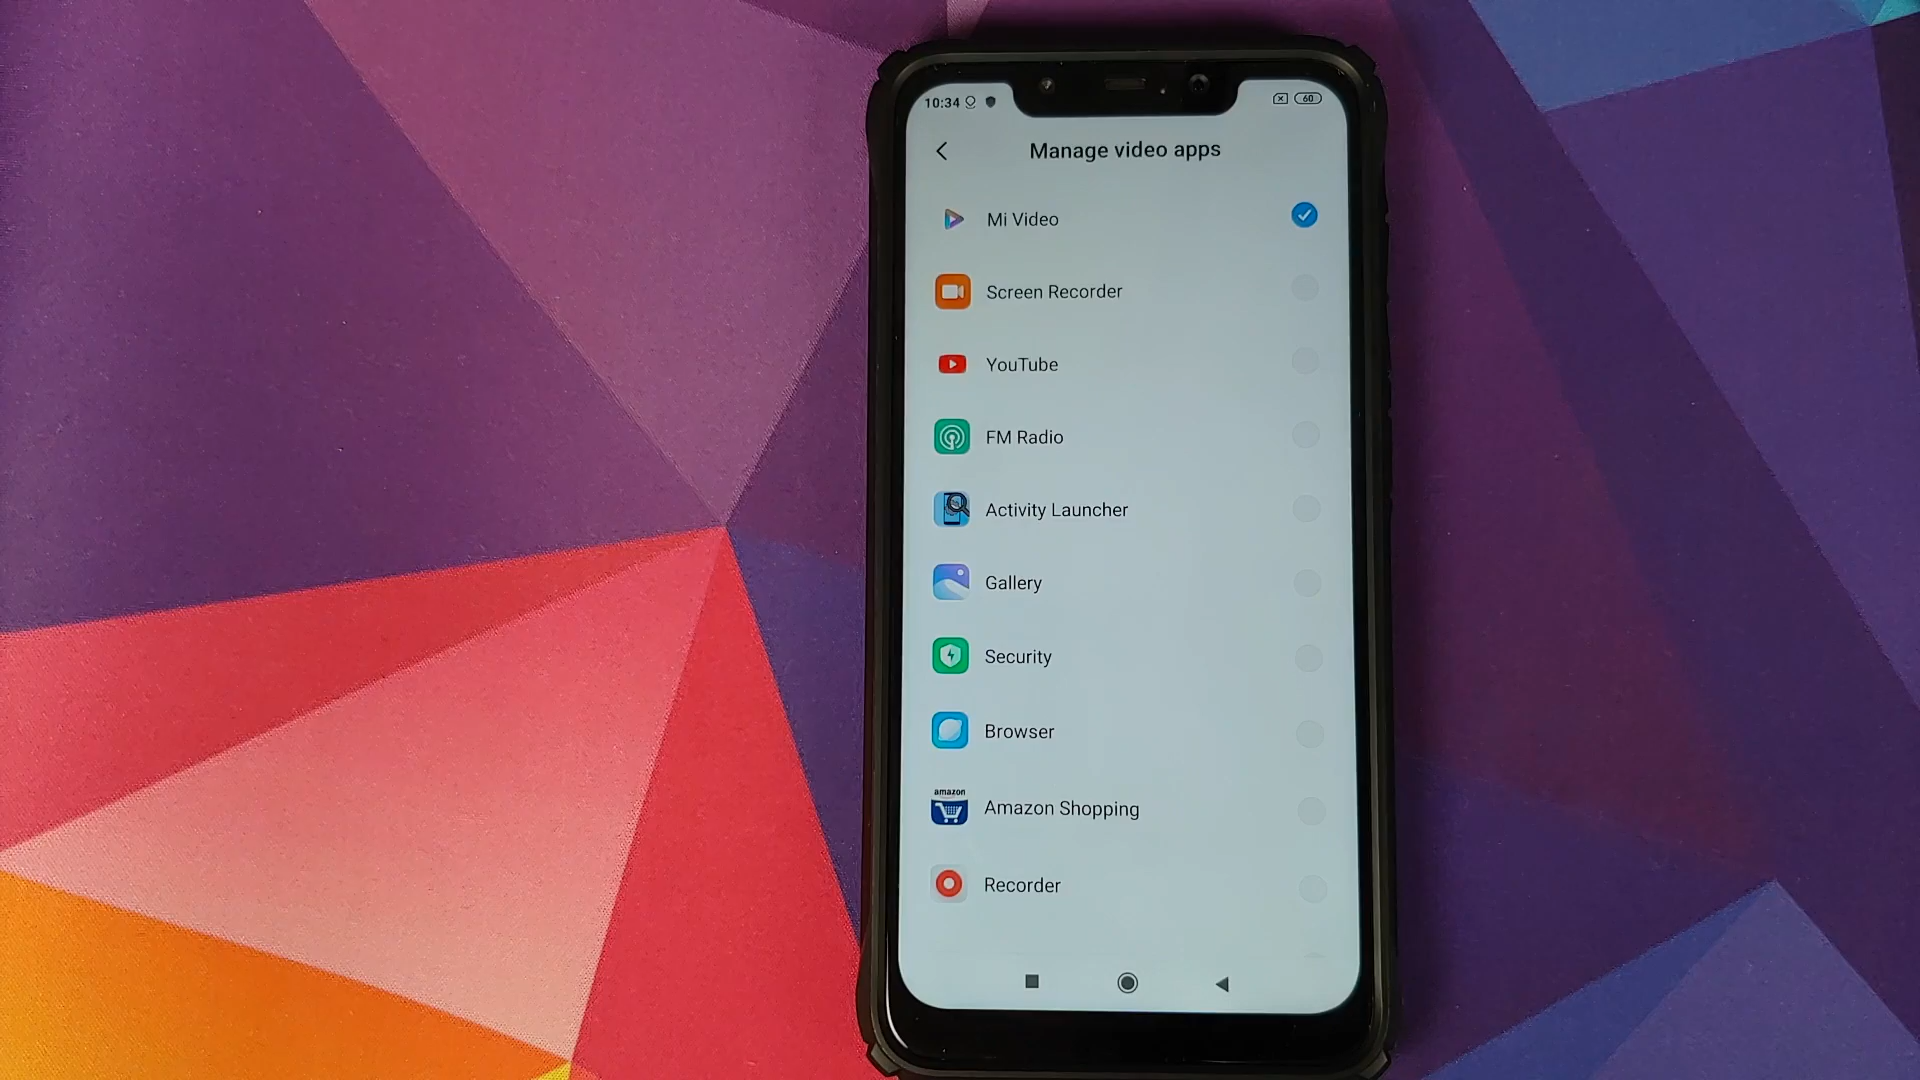 10:34
60
Manage video apps
Mi Video
Screen Recorder
YouTube
FM Radio
Activity Launcher
Gallery
Security
Browser
amazon
Amazon Shopping
Recorder